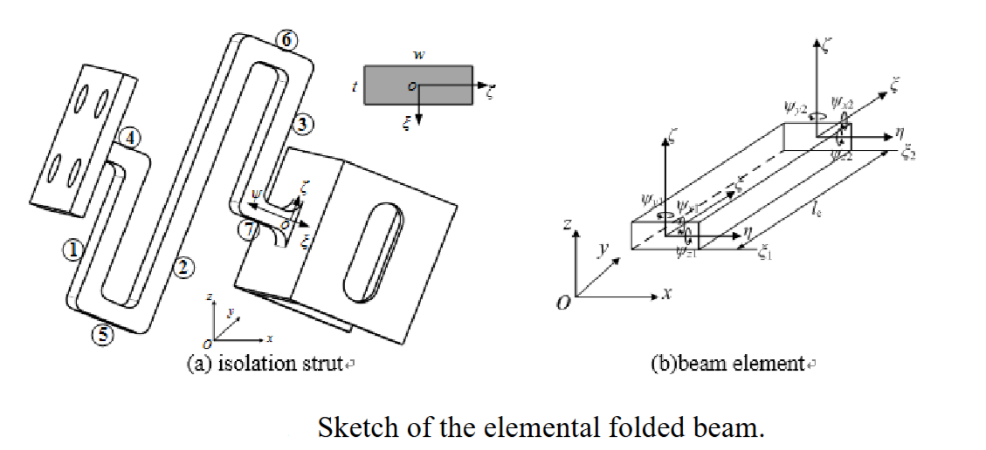 ⑥
w
t
o
ζ
ξ
③
④
ψ
ζ
o
ξ
⑦
①
②
⑤
z
y
x
O
(a) isolation strut
ζ
ξ
ψy2
ψx2
η
ψz2
ξ2
ζ
ξ
ψy1
ψx1
η
ψz1
ξ1
le
z
y
x
O
(b)beam element
Sketch of the elemental folded beam.